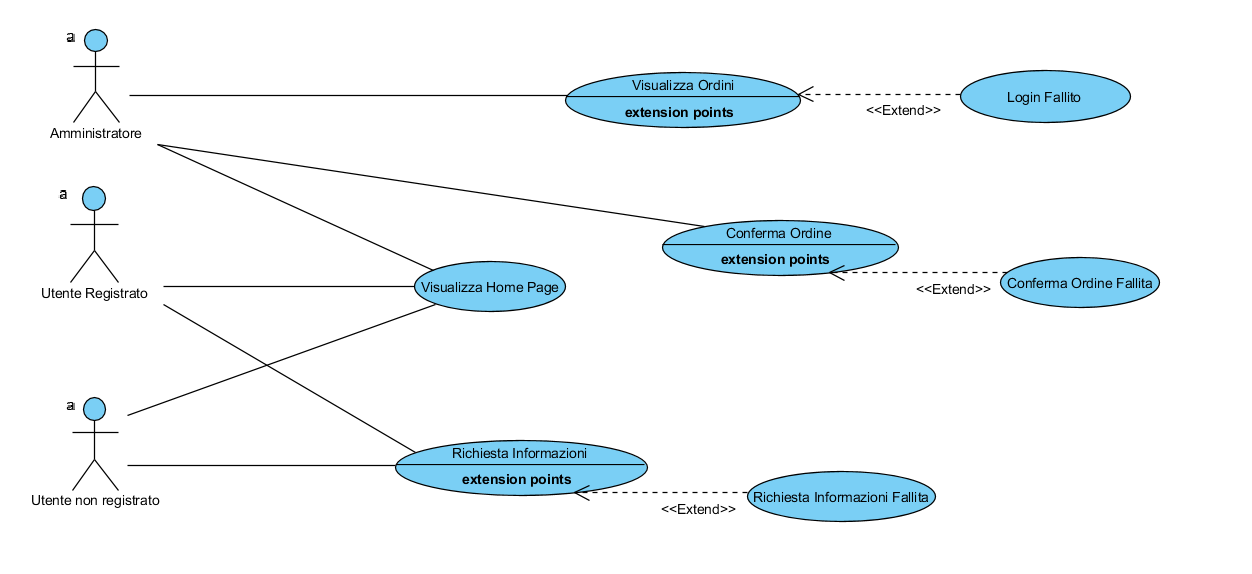 a
Amministratore
Visualizza Ordini
extension points
<<Extend>>
Login Fallito
a
Utente Registrato
Conferma Ordine
extension points
<<Extend>>
Conferma Ordine Fallita
Visualizza Home Page
a
Utente non registrato
Richiesta Informazioni
extension points
<<Extend>>
Richiesta Informazioni Fallita